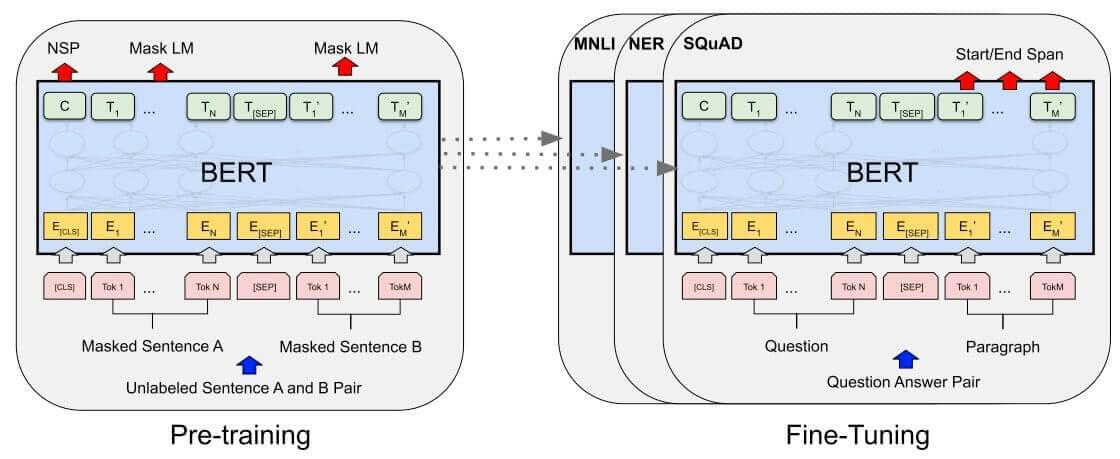 NSP Mask LM Mask LM
C T1 ... TN T[SEP] T1' ... TM'
BERT
E[CLS] E1 ... EN E[SEP] E1' ... EM'
[CLS] Tok 1 ... Tok N [SEP] Tok 1 ... TokM
Masked Sentence A Masked Sentence B
Unlabeled Sentence A and B Pair
Pre-training
MNLI NER SQuAD
Start/End Span
C T1 ... TN T[SEP] T1' ... TM'
BERT
E[CLS] E1 ... EN E[SEP] E1' ... EM'
[CLS] Tok 1 ... Tok N [SEP] Tok 1 ... TokM
Question Paragraph
Question Answer Pair
Fine-Tuning